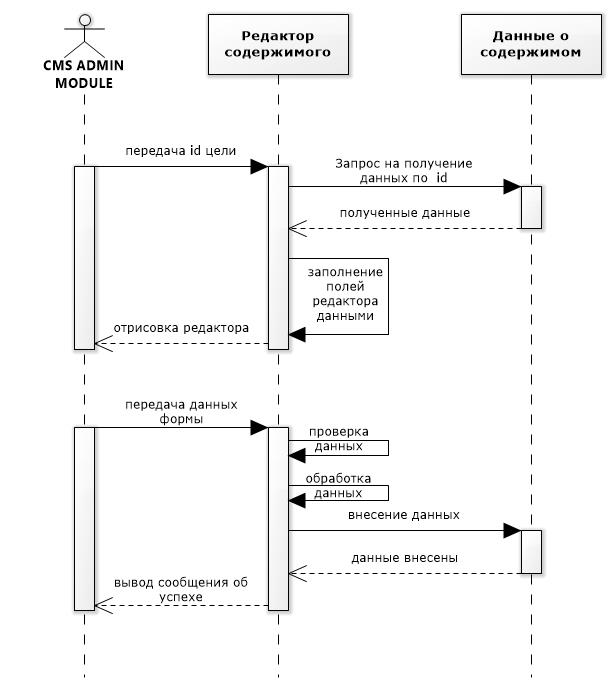 CMS ADMIN
MODULE
Редактор
содержимого
Данные о
содержимом
передача id цели
Запрос на получение
данных по id
полученные данные
заполнение
полей
редактора
данными
отрисовка редактора
передача данных
формы
проверка
данных
обработка
данных
внесение данных
данные внесены
вывод сообщения об
успехе